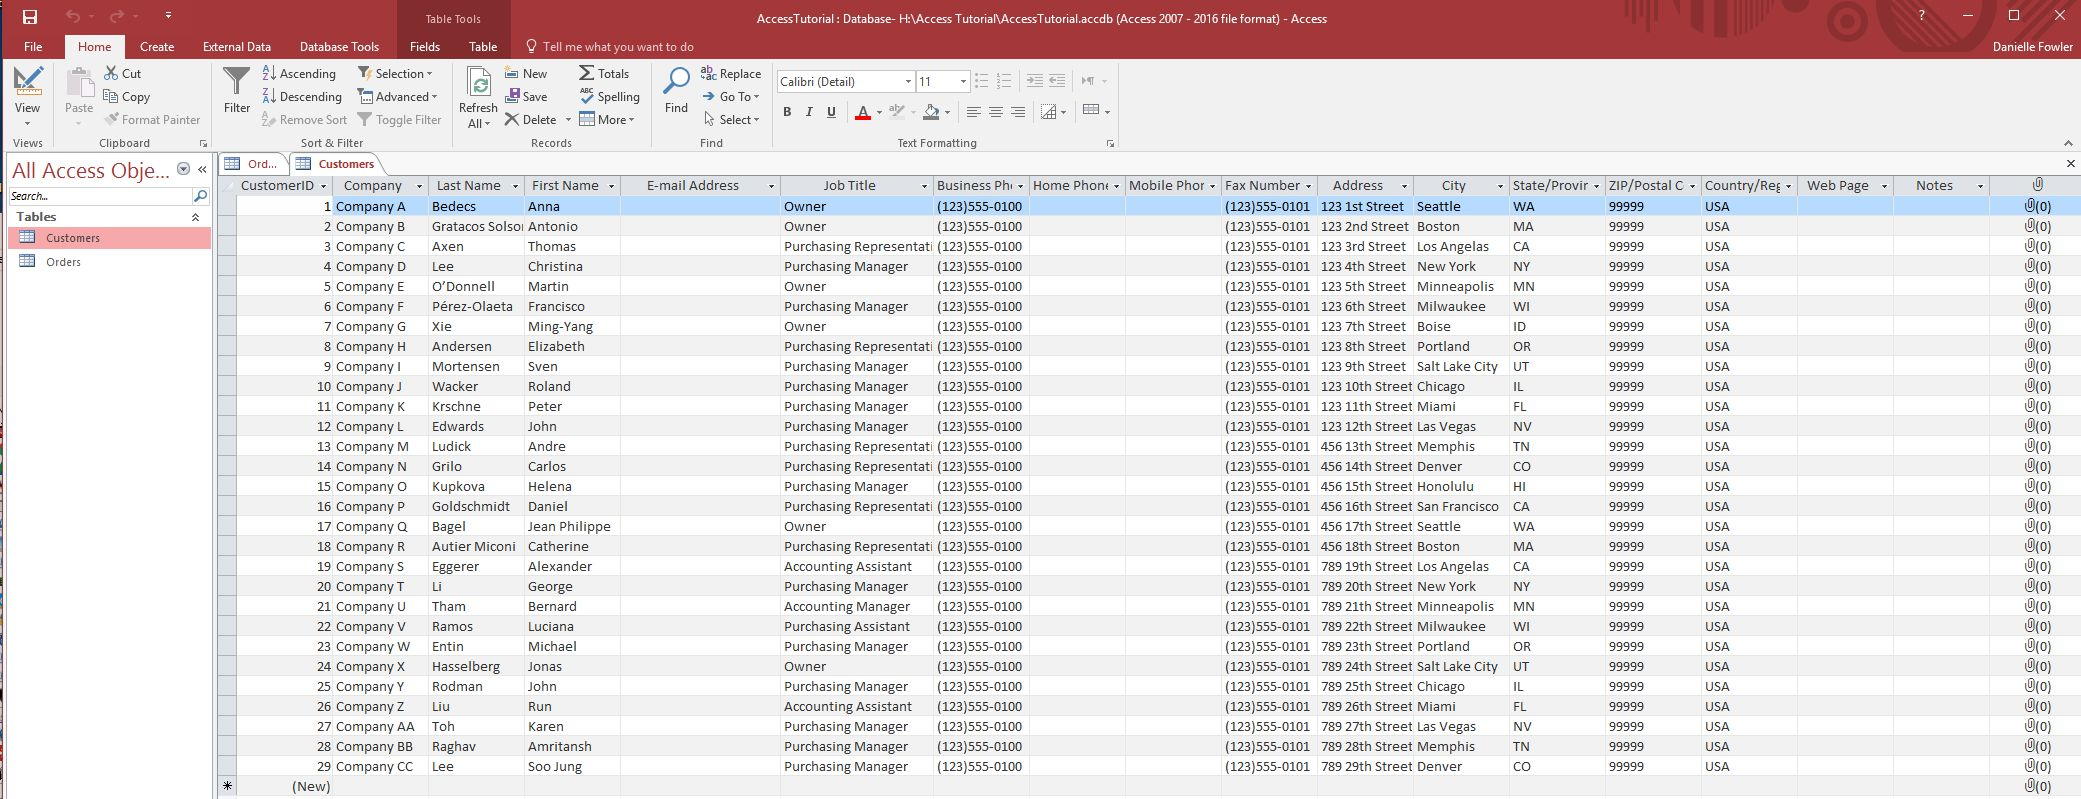 Table Tools
AccessTutorial : Database- H:\Access Tutorial\AccessTutorial.accdb (Access 2007 - 2016 file format) - Access
?
File Home Create External Data Database Tools Fields Table Tell me what you want to do Danielle Fowler
View
Views
Paste
Cut
Copy
Format Painter
Clipboard
Filter
Ascending
Descending
Remove Sort
Selection
Advanced
Toggle Filter
Sort & Filter
Refresh
All
New
Save
Delete
Totals
Spelling
More
Records
Find
Replace
Go To
Select
Find
Calibri (Detail) 11
B I U A
Text Formatting
All Access Obje...
Search...
Tables
Customers
Orders
Ord... Customers
CustomerID Company Last Name First Name E-mail Address Job Title Business Ph Home Phone Mobile Phor Fax Number Address City State/Provir ZIP/Postal C Country/Reg Web Page Notes
1 Company A Bedecs Anna Owner (123)555-0100 (123)555-0101 123 1st Street Seattle WA 99999 USA (0)
2 Company B Gratacos Solsor Antonio Owner (123)555-0100 (123)555-0101 123 2nd Street Boston MA 99999 USA (0)
3 Company C Axen Thomas Purchasing Representati (123)555-0100 (123)555-0101 123 3rd Street Los Angelas CA 99999 USA (0)
4 Company D Lee Christina Purchasing Manager (123)555-0100 (123)555-0101 123 4th Street New York NY 99999 USA (0)
5 Company E O’Donnell Martin Owner (123)555-0100 (123)555-0101 123 5th Street Minneapolis MN 99999 USA (0)
6 Company F Pérez-Olaeta Francisco Purchasing Manager (123)555-0100 (123)555-0101 123 6th Street Milwaukee WI 99999 USA (0)
7 Company G Xie Ming-Yang Owner (123)555-0100 (123)555-0101 123 7th Street Boise ID 99999 USA (0)
8 Company H Andersen Elizabeth Purchasing Representati (123)555-0100 (123)555-0101 123 8th Street Portland OR 99999 USA (0)
9 Company I Mortensen Sven Purchasing Manager (123)555-0100 (123)555-0101 123 9th Street Salt Lake City UT 99999 USA (0)
10 Company J Wacker Roland Purchasing Manager (123)555-0100 (123)555-0101 123 10th Street Chicago IL 99999 USA (0)
11 Company K Krschne Peter Purchasing Manager (123)555-0100 (123)555-0101 123 11th Street Miami FL 99999 USA (0)
12 Company L Edwards John Purchasing Manager (123)555-0100 (123)555-0101 123 12th Street Las Vegas NV 99999 USA (0)
13 Company M Ludick Andre Purchasing Representati (123)555-0100 (123)555-0101 456 13th Street Memphis TN 99999 USA (0)
14 Company N Grilo Carlos Purchasing Representati (123)555-0100 (123)555-0101 456 14th Street Denver CO 99999 USA (0)
15 Company O Kupkova Helena Purchasing Manager (123)555-0100 (123)555-0101 456 15th Street Honolulu HI 99999 USA (0)
16 Company P Goldschmidt Daniel Purchasing Representati (123)555-0100 (123)555-0101 456 16th Street San Francisco CA 99999 USA (0)
17 Company Q Bagel Jean Philippe Owner (123)555-0100 (123)555-0101 456 17th Street Seattle WA 99999 USA (0)
18 Company R Autier Miconi Catherine Purchasing Representati (123)555-0100 (123)555-0101 456 18th Street Boston MA 99999 USA (0)
19 Company S Eggerer Alexander Accounting Assistant (123)555-0100 (123)555-0101 789 19th Street Los Angelas CA 99999 USA (0)
20 Company T Li George Purchasing Manager (123)555-0100 (123)555-0101 789 20th Street New York NY 99999 USA (0)
21 Company U Tham Bernard Accounting Manager (123)555-0100 (123)555-0101 789 21th Street Minneapolis MN 99999 USA (0)
22 Company V Ramos Luciana Purchasing Assistant (123)555-0100 (123)555-0101 789 22th Street Milwaukee WI 99999 USA (0)
23 Company W Entin Michael Purchasing Manager (123)555-0100 (123)555-0101 789 23th Street Portland OR 99999 USA (0)
24 Company X Hasselberg Jonas Owner (123)555-0100 (123)555-0101 789 24th Street Salt Lake City UT 99999 USA (0)
25 Company Y Rodman John Purchasing Manager (123)555-0100 (123)555-0101 789 25th Street Chicago IL 99999 USA (0)
26 Company Z Liu Run Accounting Assistant (123)555-0100 (123)555-0101 789 26th Street Miami FL 99999 USA (0)
27 Company AA Toh Karen Purchasing Manager (123)555-0100 (123)555-0101 789 27th Street Las Vegas NV 99999 USA (0)
28 Company BB Raghav Amritansh Purchasing Manager (123)555-0100 (123)555-0101 789 28th Street Memphis TN 99999 USA (0)
29 Company CC Lee Soo Jung Purchasing Manager (123)555-0100 (123)555-0101 789 29th Street Denver CO 99999 USA (0)
(New) (0)